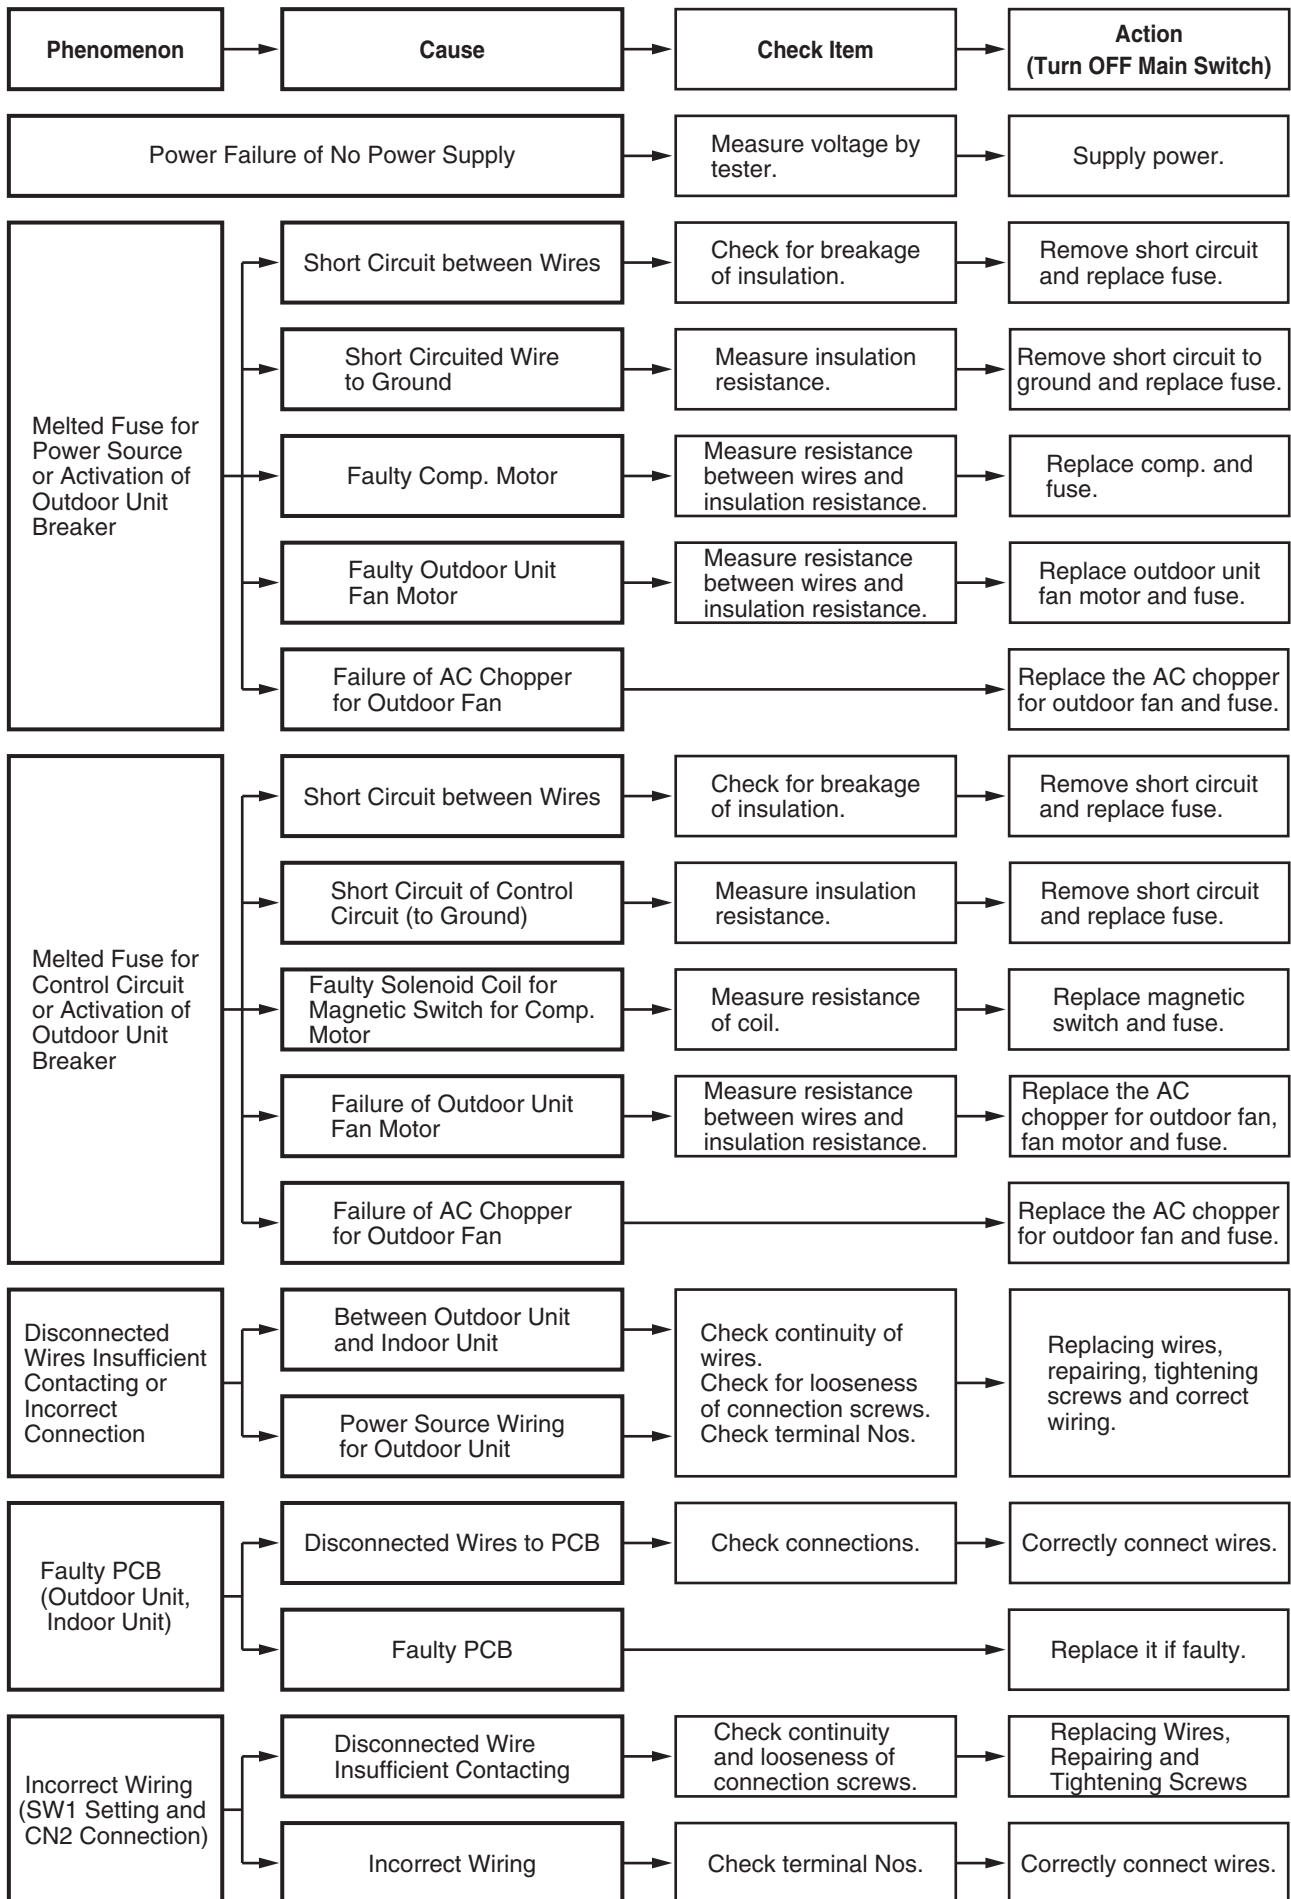 Phenomenon
Cause
Check Item
Action
(Turn OFF Main Switch)
Power Failure of No Power Supply
Measure voltage by
tester.
Supply power.
Melted Fuse for
Power Source
or Activation of
Outdoor Unit
Breaker
Short Circuit between Wires
Check for breakage
of insulation.
Remove short circuit
and replace fuse.
Short Circuited Wire
to Ground
Measure insulation
resistance.
Remove short circuit to
ground and replace fuse.
Faulty Comp. Motor
Measure resistance
between wires and
insulation resistance.
Replace comp. and
fuse.
Faulty Outdoor Unit
Fan Motor
Measure resistance
between wires and
insulation resistance.
Replace outdoor unit
fan motor and fuse.
Failure of AC Chopper
for Outdoor Fan
Replace the AC chopper
for outdoor fan and fuse.
Melted Fuse for
Control Circuit
or Activation of
Outdoor Unit
Breaker
Short Circuit between Wires
Check for breakage
of insulation.
Remove short circuit
and replace fuse.
Short Circuit of Control
Circuit (to Ground)
Measure insulation
resistance.
Remove short circuit
and replace fuse.
Faulty Solenoid Coil for
Magnetic Switch for Comp.
Motor
Measure resistance
of coil.
Replace magnetic
switch and fuse.
Failure of Outdoor Unit
Fan Motor
Measure resistance
between wires and
insulation resistance.
Replace the AC
chopper for outdoor fan,
fan motor and fuse.
Failure of AC Chopper
for Outdoor Fan
Replace the AC chopper
for outdoor fan and fuse.
Disconnected
Wires Insufficient
Contacting or
Incorrect
Connection
Between Outdoor Unit
and Indoor Unit
Power Source Wiring
for Outdoor Unit
Check continuity of
wires.
Check for looseness
of connection screws.
Check terminal Nos.
Replacing wires,
repairing, tightening
screws and correct
wiring.
Faulty PCB
(Outdoor Unit,
Indoor Unit)
Disconnected Wires to PCB
Check connections.
Correctly connect wires.
Faulty PCB
Replace it if faulty.
Incorrect Wiring
(SW1 Setting and
CN2 Connection)
Disconnected Wire
Insufficient Contacting
Check continuity
and looseness of
connection screws.
Replacing Wires,
Repairing and
Tightening Screws
Incorrect Wiring
Check terminal Nos.
Correctly connect wires.